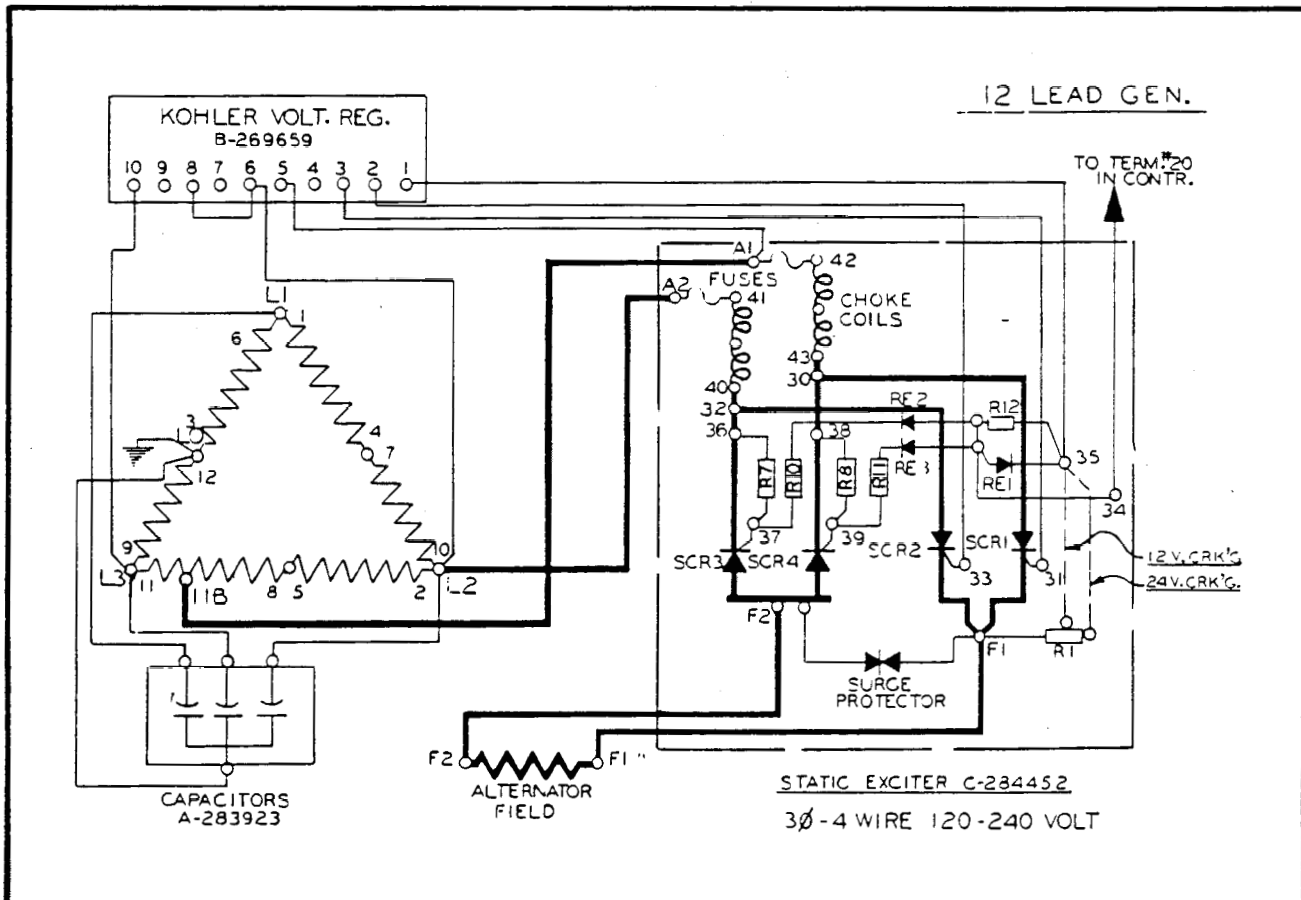 12 LEAD GEN.
KOHLER VOLT. REG.
B-269659
10 9 8 7 6 5 4 3 2 1
TO TERM. #20
IN CONTR.
A1
42
FUSES
A2
41
CHOKE
COILS
L1
1
6
43
30
40
32
RE2
R12
3
L
4
36
38
35
7
12
R7
R10
R8
R11
RE3
RE1
34
37
39
9
10
SCR3
SCR4
SCR2
SCR1
12 V. CRK'G
L3
11
11B
8
5
2
L2
33
31
24 V. CRK'G.
F2
F1
R1
SURGE
PROTECTOR
F2
F1
CAPACITORS
A-283923
ALTERNATOR
FIELD
STATIC EXCITER C-284452
3Ø-4 WIRE 120-240 VOLT